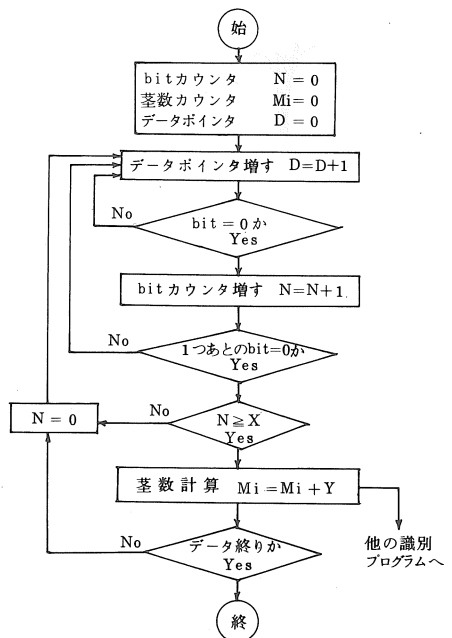 始
bitカウンタ N = 0
茎数カウンタ Mi= 0
データポインタ D = 0
データポインタ増す D=D+1
No
bit = 0 か
Yes
bitカウンタ増す N=N+1
No
1つあとのbit=0か
Yes
N = 0
No
N ≧ X
Yes
茎数計算 Mi = Mi + Y
No
データ終りか
Yes
他の識別
プログラムへ
終